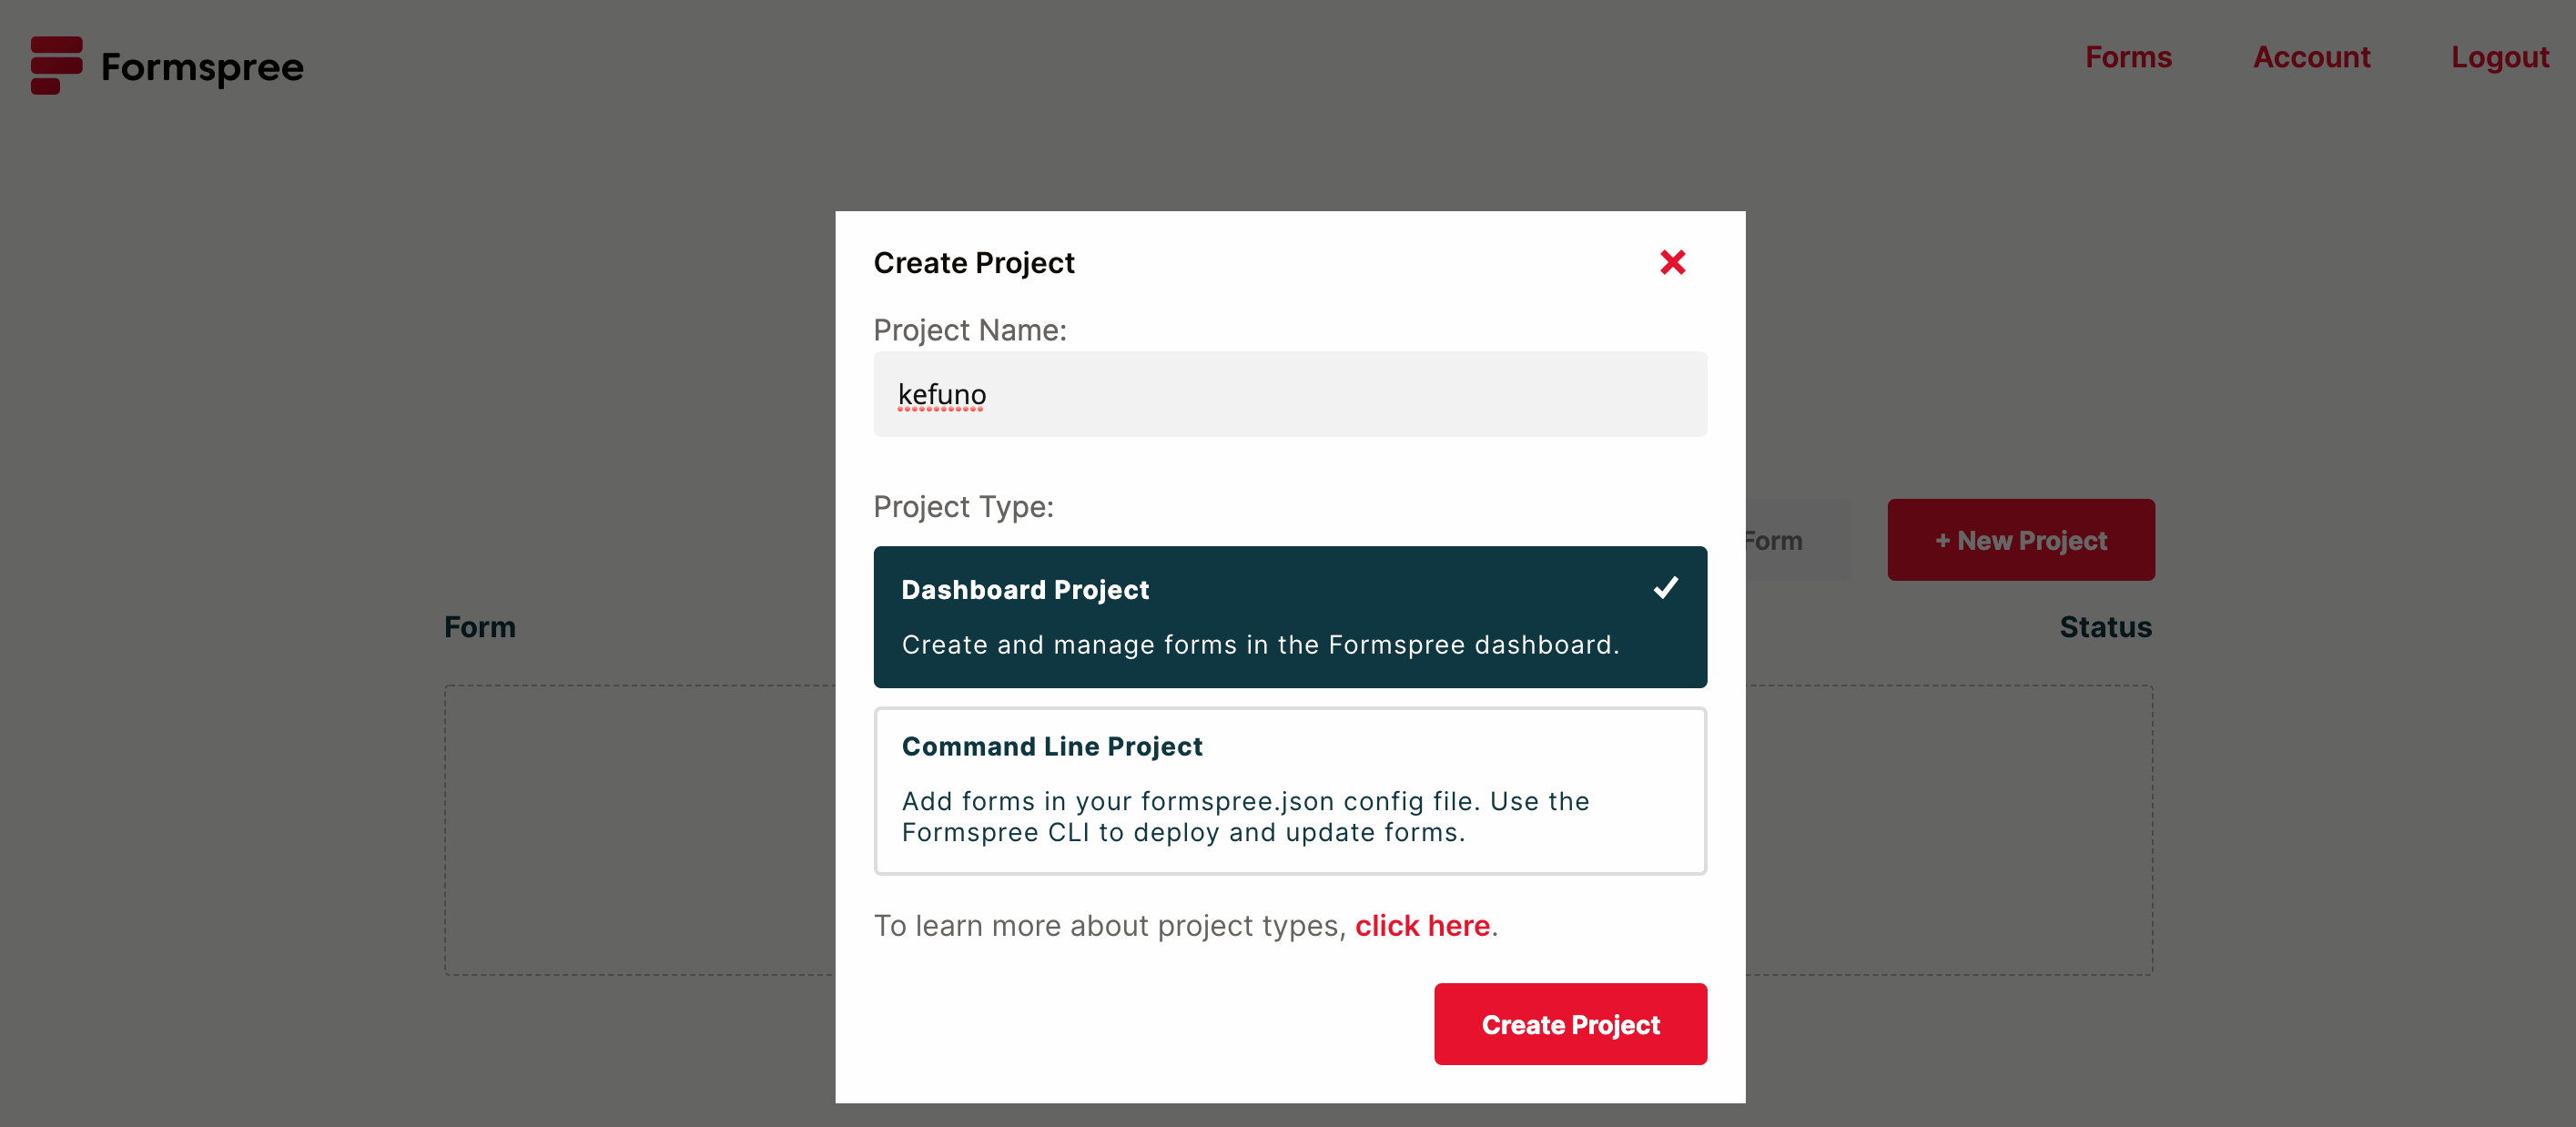 Formspree
Forms
Account
Logout
Create Project
Project Name:
kefuno
Project Type:
Form
+ New Project
Dashboard Project
Create and manage forms in the Formspree dashboard.
Form
Status
Command Line Project
Add forms in your formspree.json config file. Use the
Formspree CLI to deploy and update forms.
To learn more about project types, click here.
Create Project